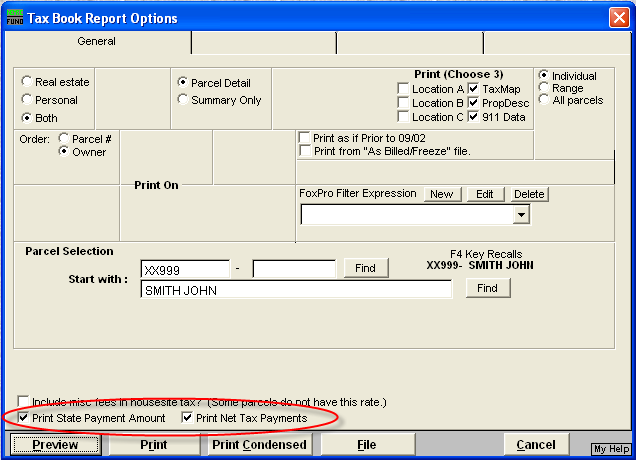 FUND Tax Book Report Options
General
Real estate
Personal
Both
Parcel Detail
Summary Only
Print (Choose 3)
Location A TaxMap
Location B PropDesc
Location C 911 Data
Individual
Range
All parcels
Order: Parcel #
Owner
Print as if Prior to 09/02
Print from "As Billed/Freeze" file.
Print On
FoxPro Filter Expression New Edit Delete
Parcel Selection
F4 Key Recalls
XX999- SMITH JOHN
Start with : XX999 - Find
SMITH JOHN Find
Include misc fees in housesite tax? (Some parcels do not have this rate.)
Print State Payment Amount Print Net Tax Payments
Preview Print Print Condensed File Cancel My Help